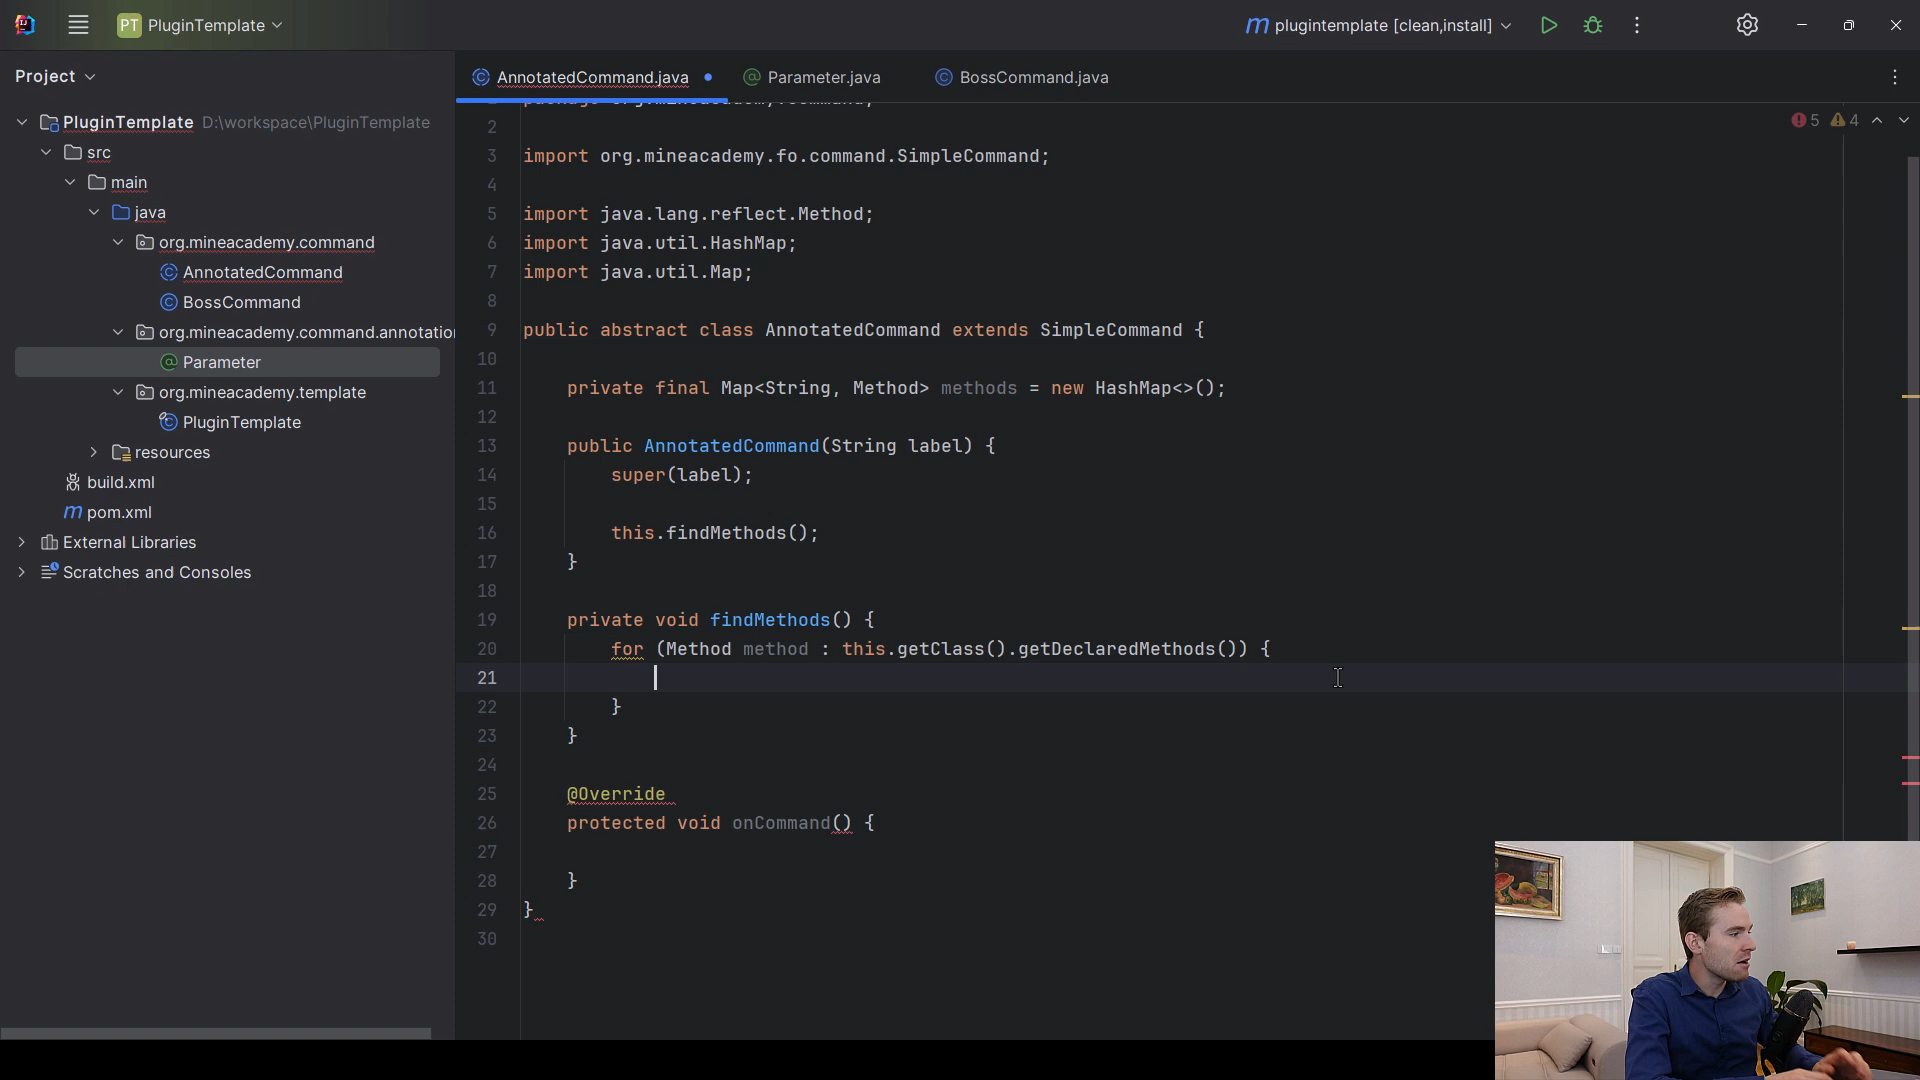 PT PluginTemplate
plugintemplate [clean,install]
Project
PluginTemplate D:\workspace\PluginTemplate
src
main
java
org.mineacademy.command
AnnotatedCommand
BossCommand
org.mineacademy.command.annotation
Parameter
org.mineacademy.template
PluginTemplate
resources
build.xml
pom.xml
External Libraries
Scratches and Consoles
AnnotatedCommand.java
Parameter.java
BossCommand.java
5 4
2
3 import org.mineacademy.fo.command.SimpleCommand;
4
5 import java.lang.reflect.Method;
6 import java.util.HashMap;
7 import java.util.Map;
8
9 public abstract class AnnotatedCommand extends SimpleCommand {
10
11 private final Map<String, Method> methods = new HashMap<>();
12
13 public AnnotatedCommand(String label) {
14 super(label);
15
16 this.findMethods();
17 }
18
19 private void findMethods() {
20 for (Method method : this.getClass().getDeclaredMethods()) {
21
22 }
23 }
24
25 @Override
26 protected void onCommand() {
27
28 }
29 }
30